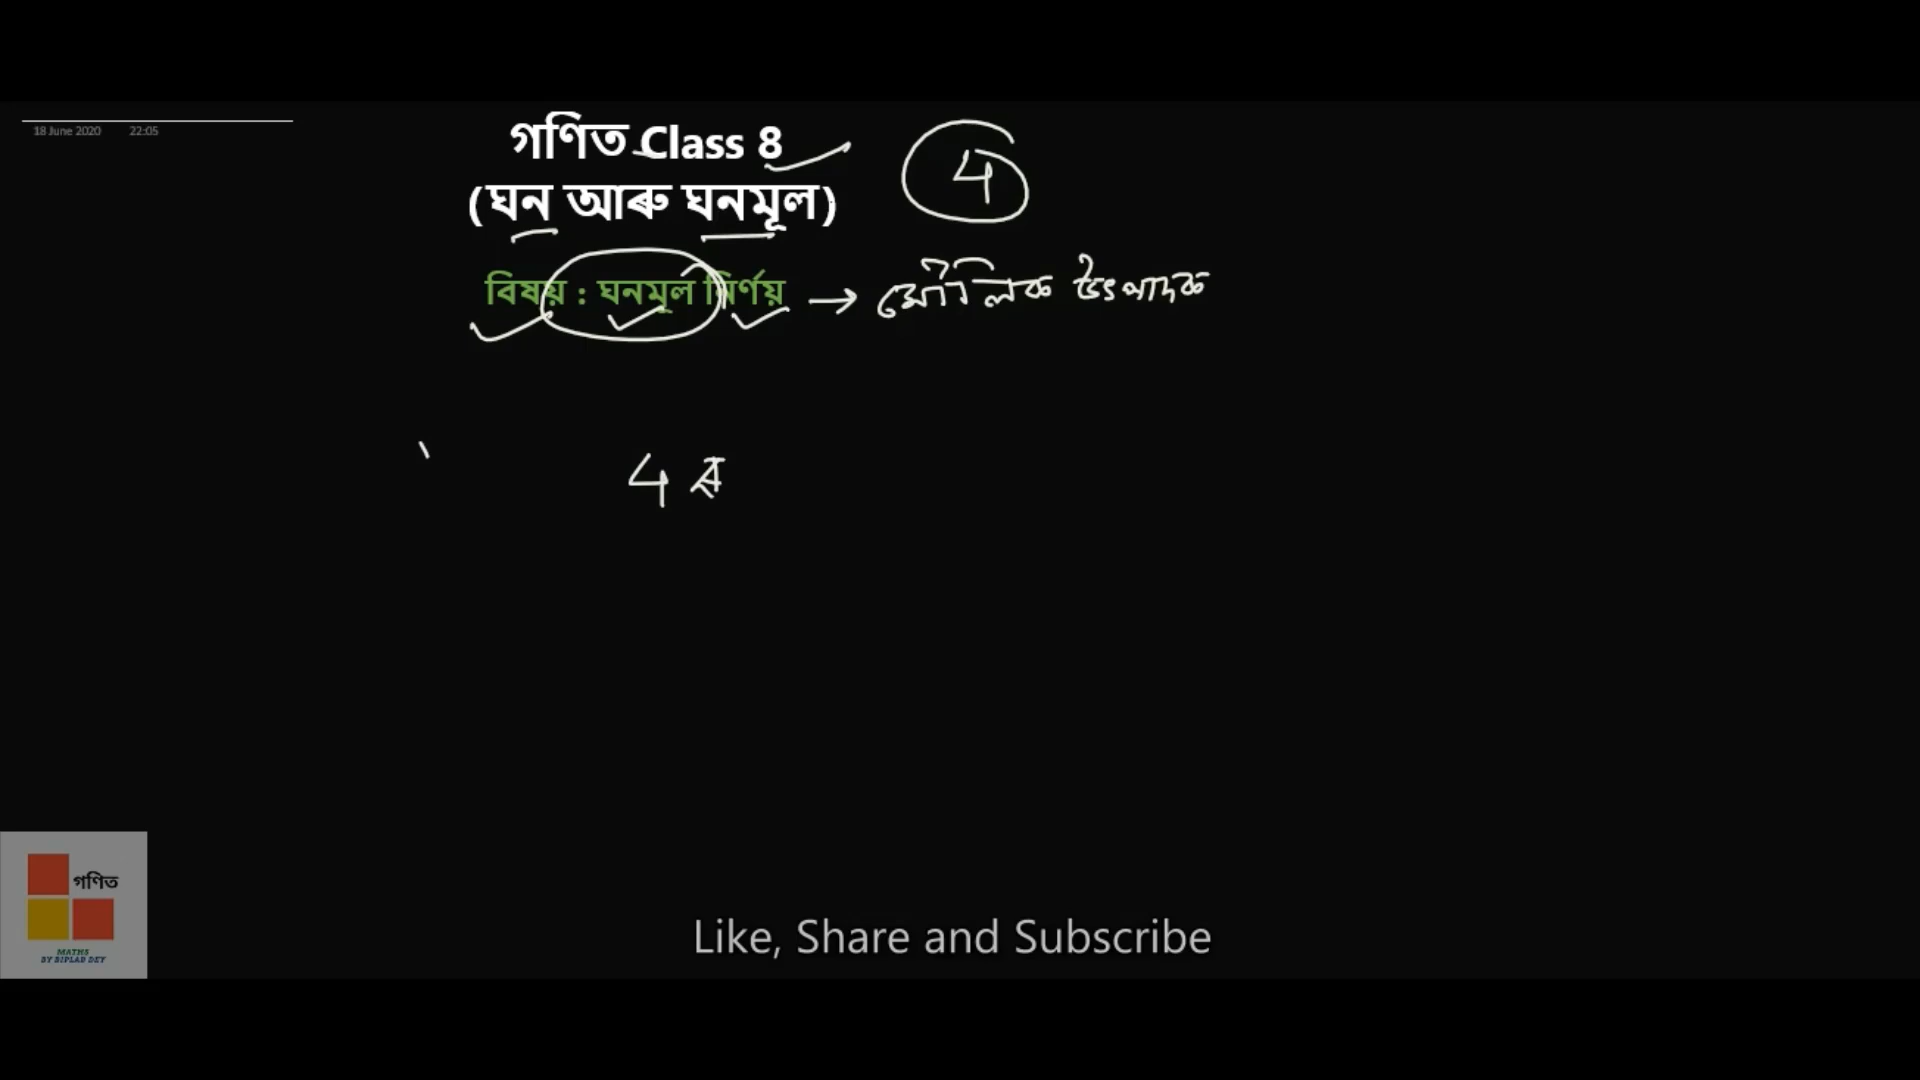 18 June 2020 22:05
গণিত Class 8
(ঘন আৰু ঘনমূল)
4
বিষয় : ঘনমূল নিৰ্ণয় → মৌলিক উৎপাদক
4 ৰ
গণিত
MATHS
BY BIPLAB DEY
Like, Share and Subscribe